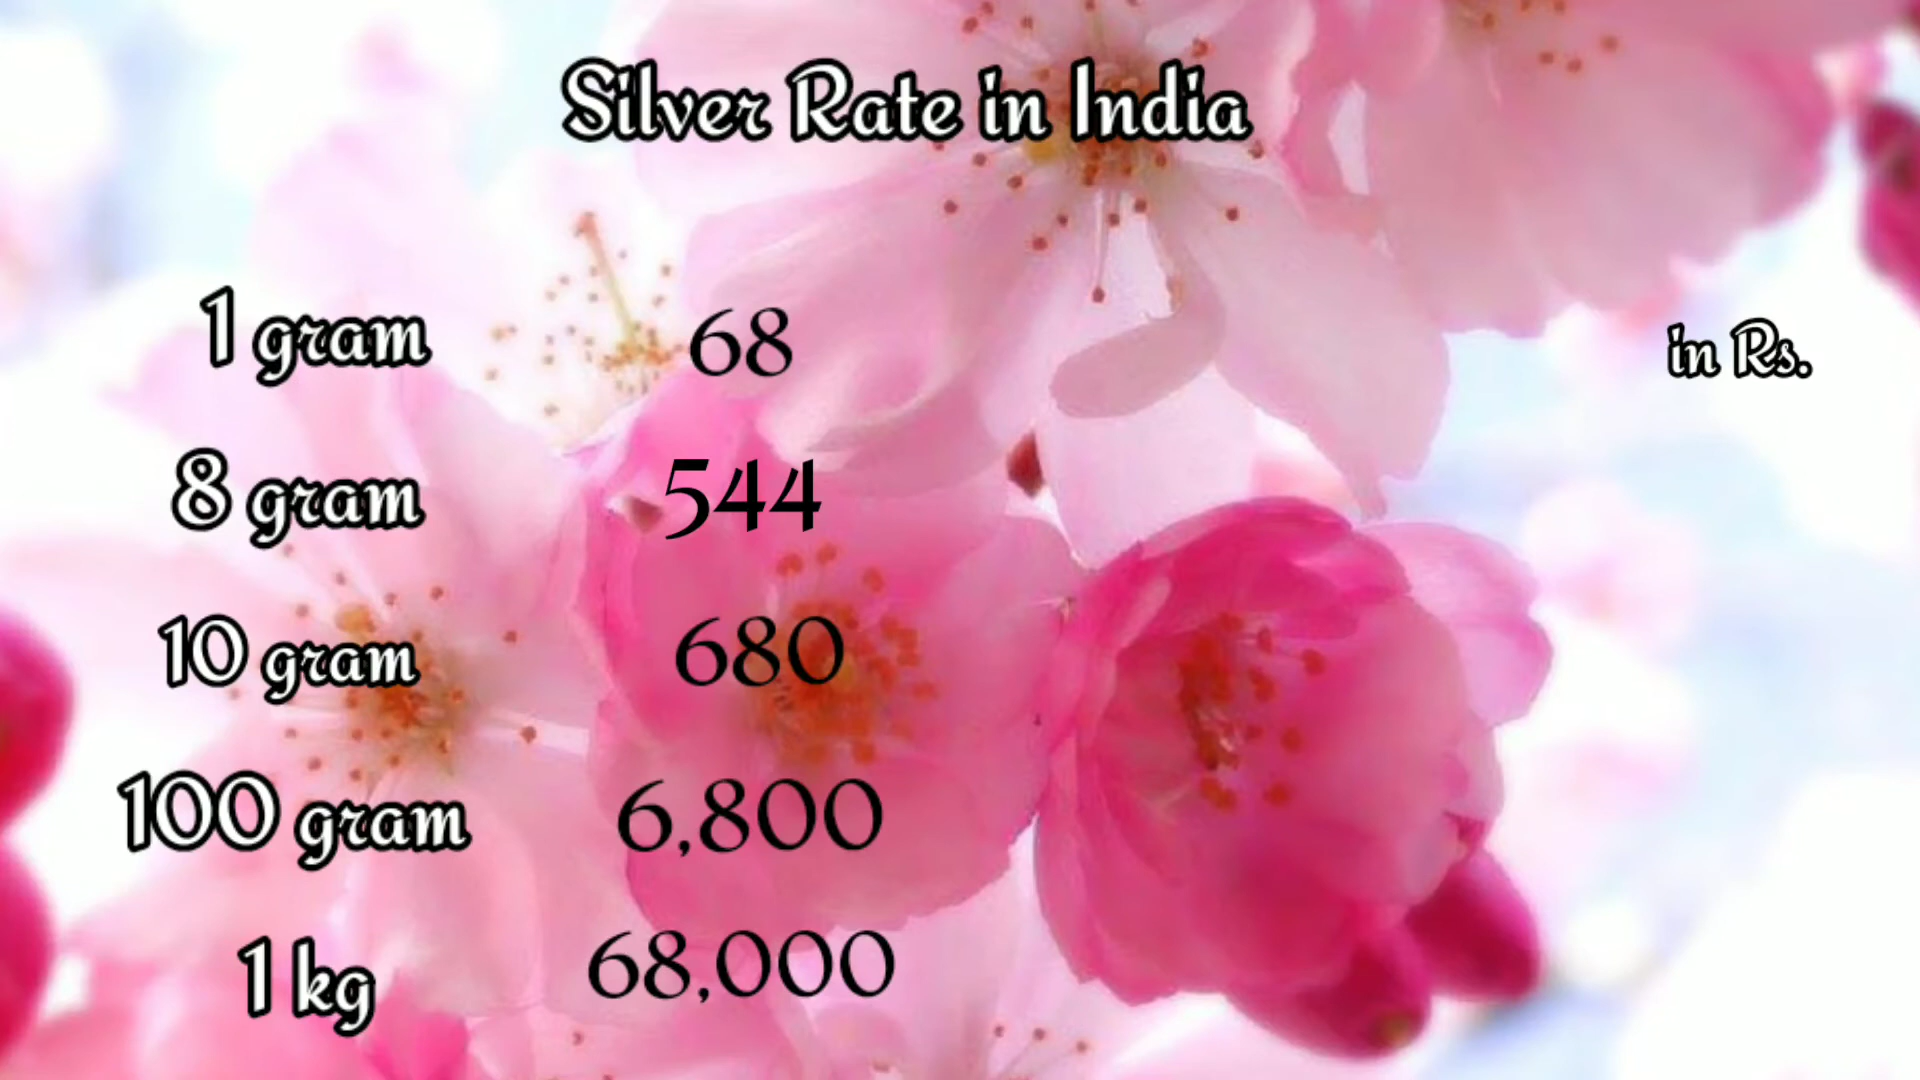 Silver Rate in India
1 gram 68 in Rs.
8 gram 544
10 gram 680
100 gram 6,800
1 kg 68,000